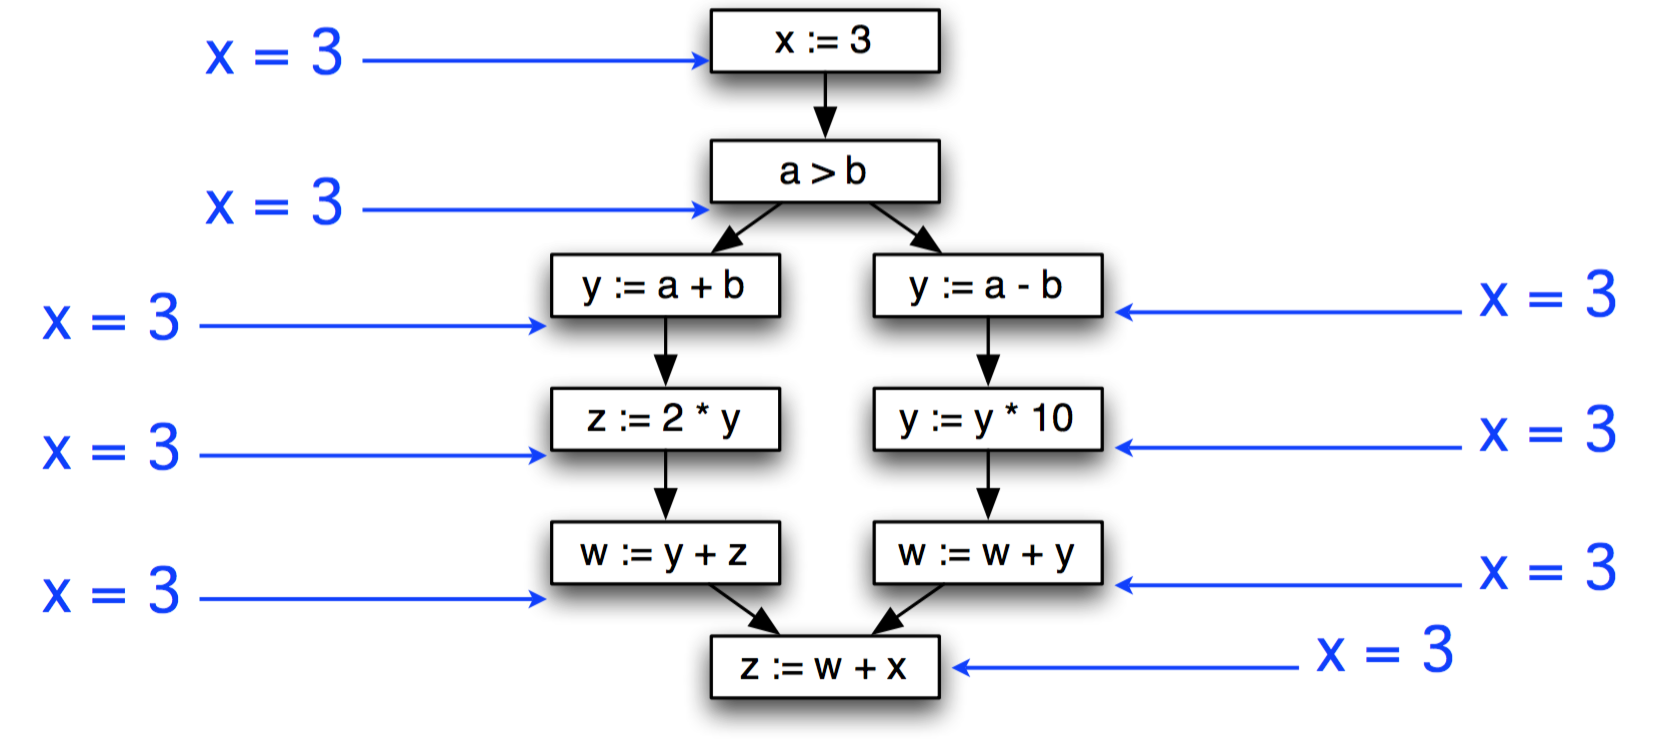 x = 3
x := 3
x = 3
a > b
x = 3
y := a + b
y := a - b
x = 3
x = 3
z := 2 * y
y := y * 10
x = 3
x = 3
w := y + z
w := w + y
x = 3
z := w + x
x = 3